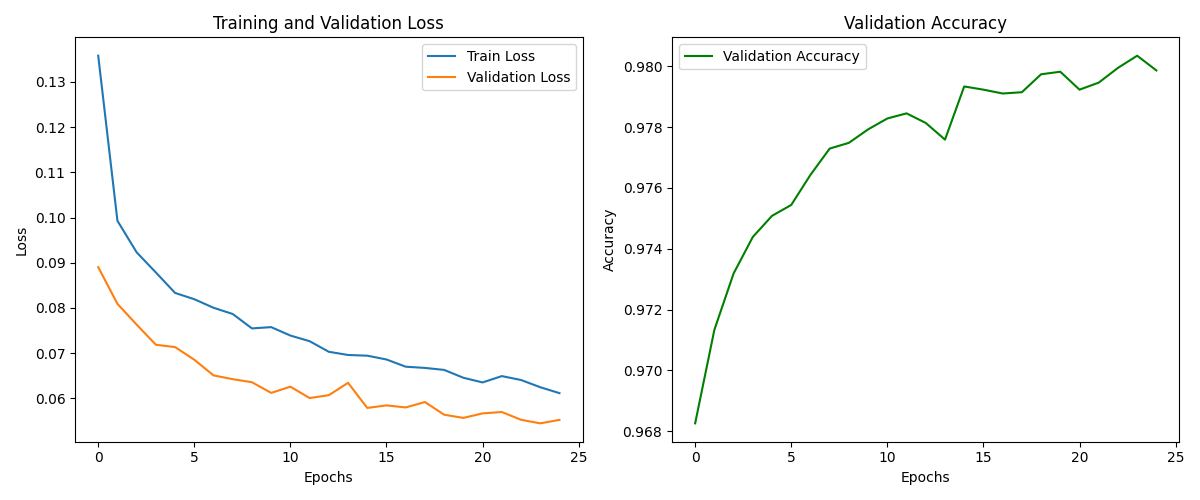 Training and Validation Loss
Train Loss
Validation Loss
0.13
0.12
0.11
0.10
0.09
0.08
0.07
0.06
Loss
0 5 10 15 20 25
Epochs
Validation Accuracy
Validation Accuracy
0.980
0.978
0.976
0.974
0.972
0.970
0.968
Accuracy
0 5 10 15 20 25
Epochs